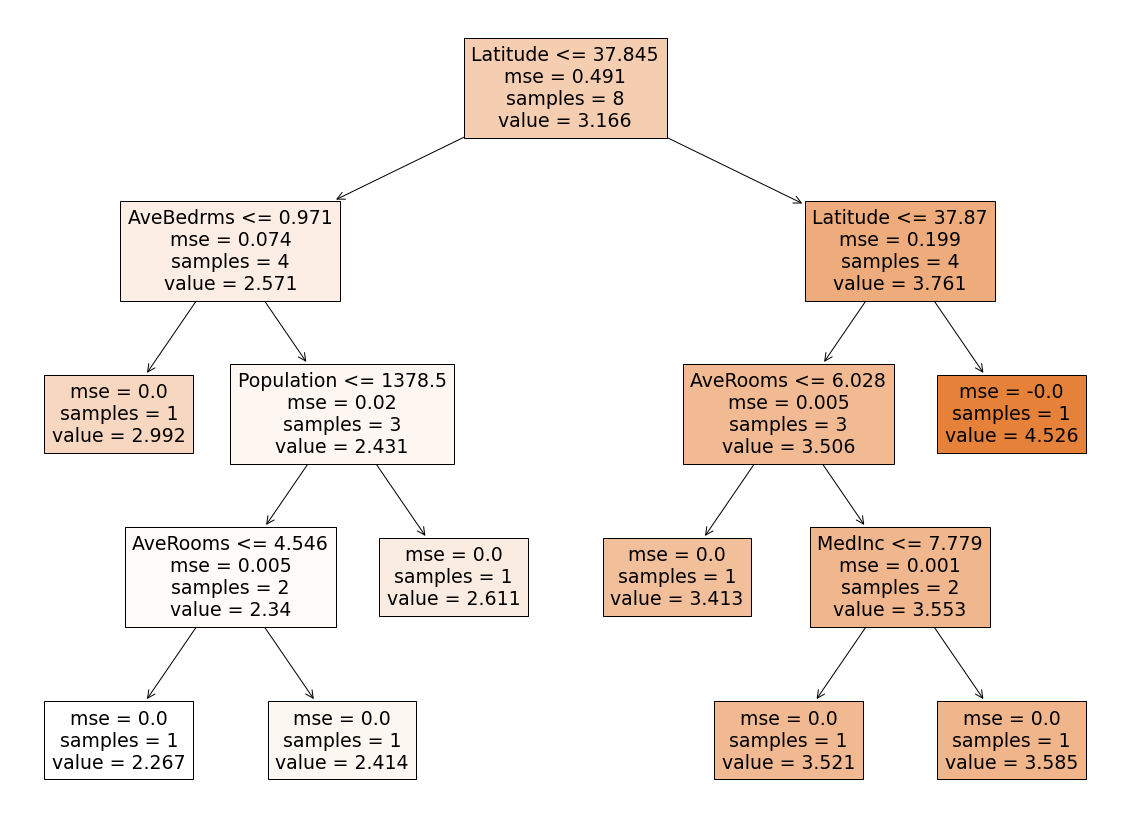 Latitude <= 37.845
mse = 0.491
samples = 8
value = 3.166
AveBedrms <= 0.971
mse = 0.074
samples = 4
value = 2.571
Latitude <= 37.87
mse = 0.199
samples = 4
value = 3.761
mse = 0.0
samples = 1
value = 2.992
Population <= 1378.5
mse = 0.02
samples = 3
value = 2.431
AveRooms <= 6.028
mse = 0.005
samples = 3
value = 3.506
mse = -0.0
samples = 1
value = 4.526
AveRooms <= 4.546
mse = 0.005
samples = 2
value = 2.34
mse = 0.0
samples = 1
value = 2.611
mse = 0.0
samples = 1
value = 3.413
MedInc <= 7.779
mse = 0.001
samples = 2
value = 3.553
mse = 0.0
samples = 1
value = 2.267
mse = 0.0
samples = 1
value = 2.414
mse = 0.0
samples = 1
value = 3.521
mse = 0.0
samples = 1
value = 3.585